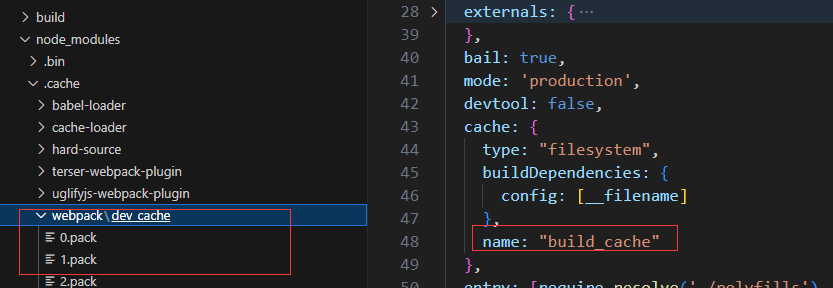 build
node_modules
.bin
.cache
babel-loader
cache-loader
hard-source
terser-webpack-plugin
uglifyjs-webpack-plugin
webpack\dev_cache
0.pack
1.pack
2.pack
28 externals: {…
39 },
40 bail: true,
41 mode: 'production',
42 devtool: false,
43 cache: {
44 type: "filesystem",
45 buildDependencies: {
46 config: [__filename]
47 },
48 name: "build_cache"
49 },
50 entry: [require.resolve('./polyfills')